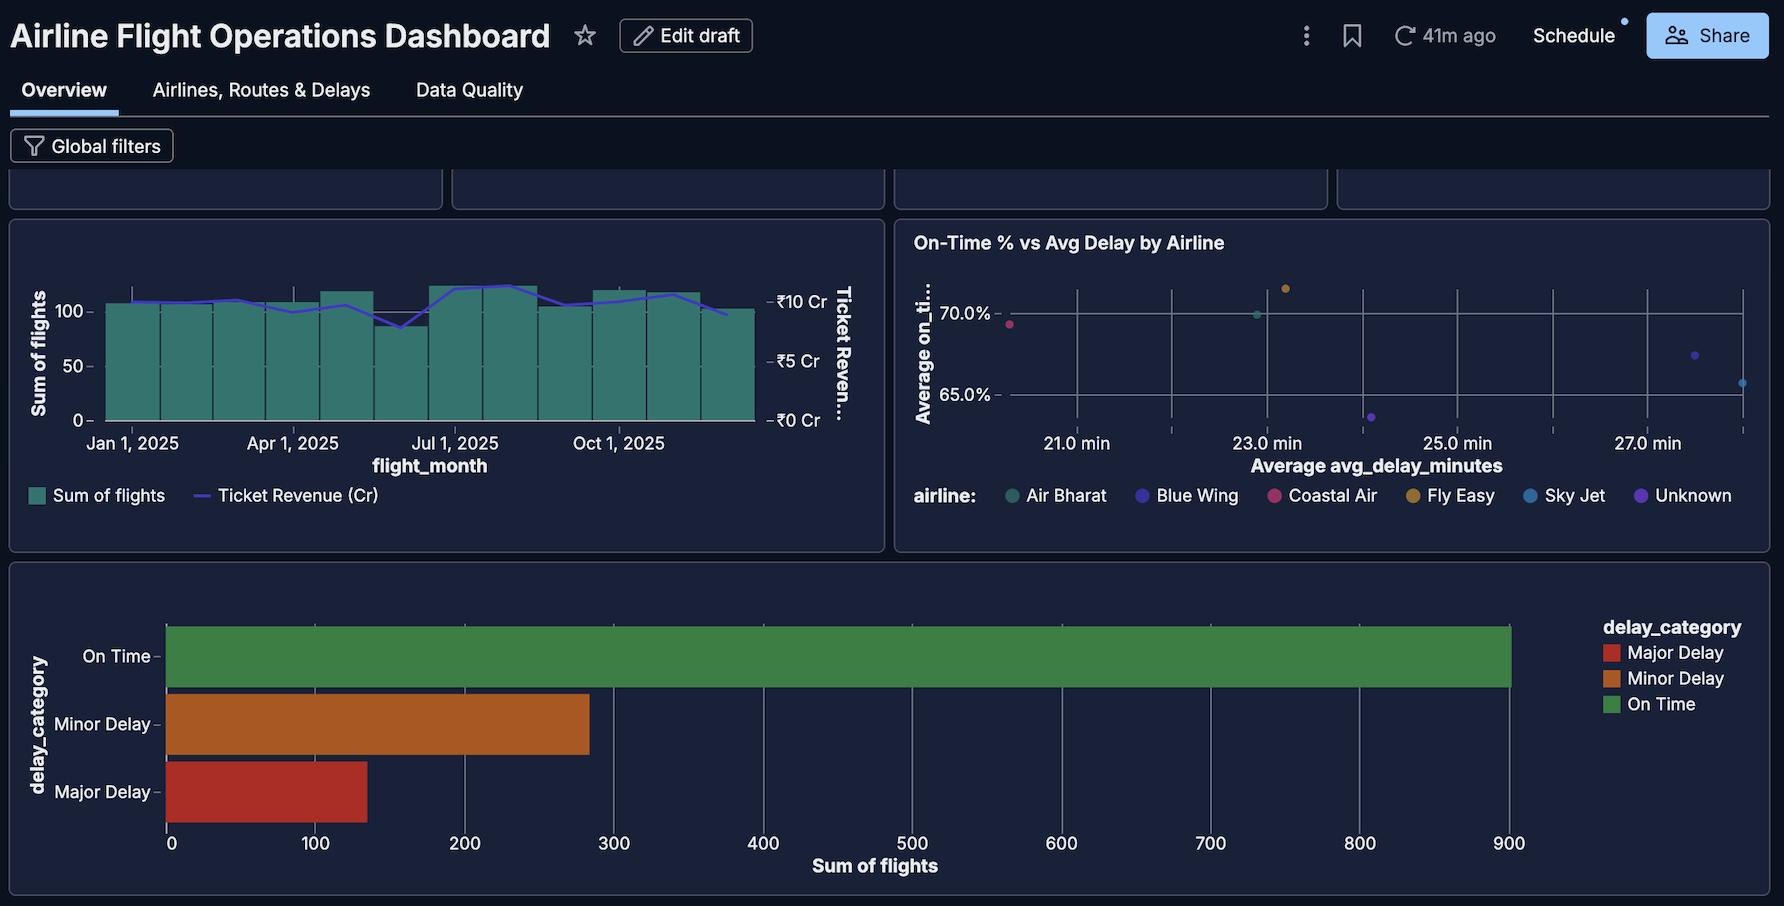 Airline Flight Operations Dashboard
Edit draft
41m ago
Schedule
Share
Overview
Airlines, Routes & Delays
Data Quality
Global filters
Sum of flights
100
50
0
₹10 Cr
₹5 Cr
₹0 Cr
Ticket Reven...
Jan 1, 2025
Apr 1, 2025
Jul 1, 2025
Oct 1, 2025
flight_month
Sum of flights
Ticket Revenue (Cr)
On-Time % vs Avg Delay by Airline
Average on_ti...
70.0%
65.0%
21.0 min
23.0 min
25.0 min
27.0 min
Average avg_delay_minutes
airline:
Air Bharat
Blue Wing
Coastal Air
Fly Easy
Sky Jet
Unknown
delay_category
On Time
Minor Delay
Major Delay
0
100
200
300
400
500
600
700
800
900
Sum of flights
delay_category
Major Delay
Minor Delay
On Time